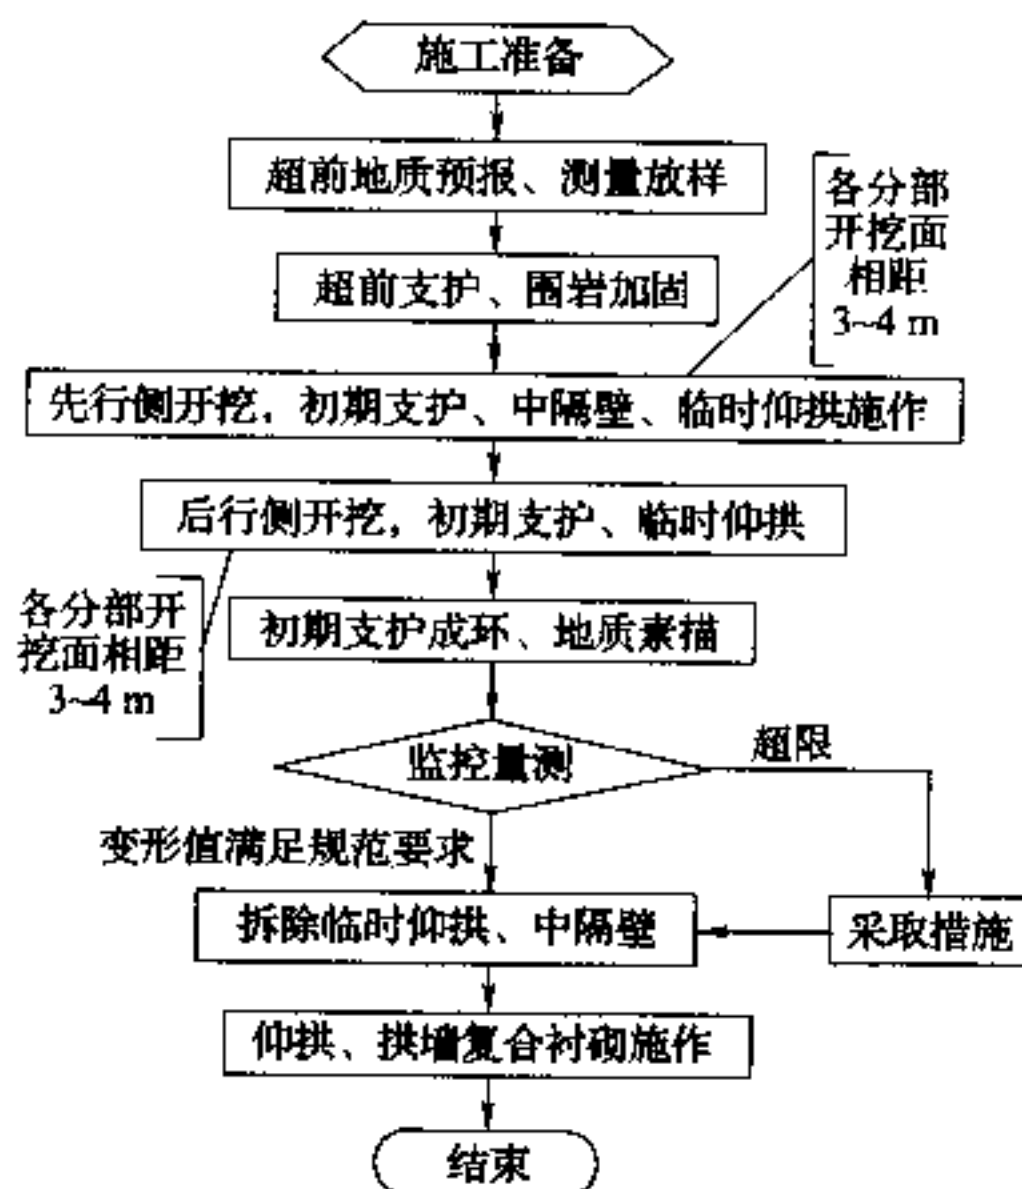 施工准备
超前地质预报、测量放样
各分部
开挖面
相距
3~4 m
超前支护、围岩加固
先行侧开挖，初期支护、中隔壁、临时仰拱施作
后行侧开挖，初期支护、临时仰拱
各分部开
挖面相距
3~4 m
初期支护成环、地质素描
监控量测
超限
变形值满足规范要求
拆除临时仰拱、中隔壁
采取措施
仰拱、拱墙复合衬砌施作
结束